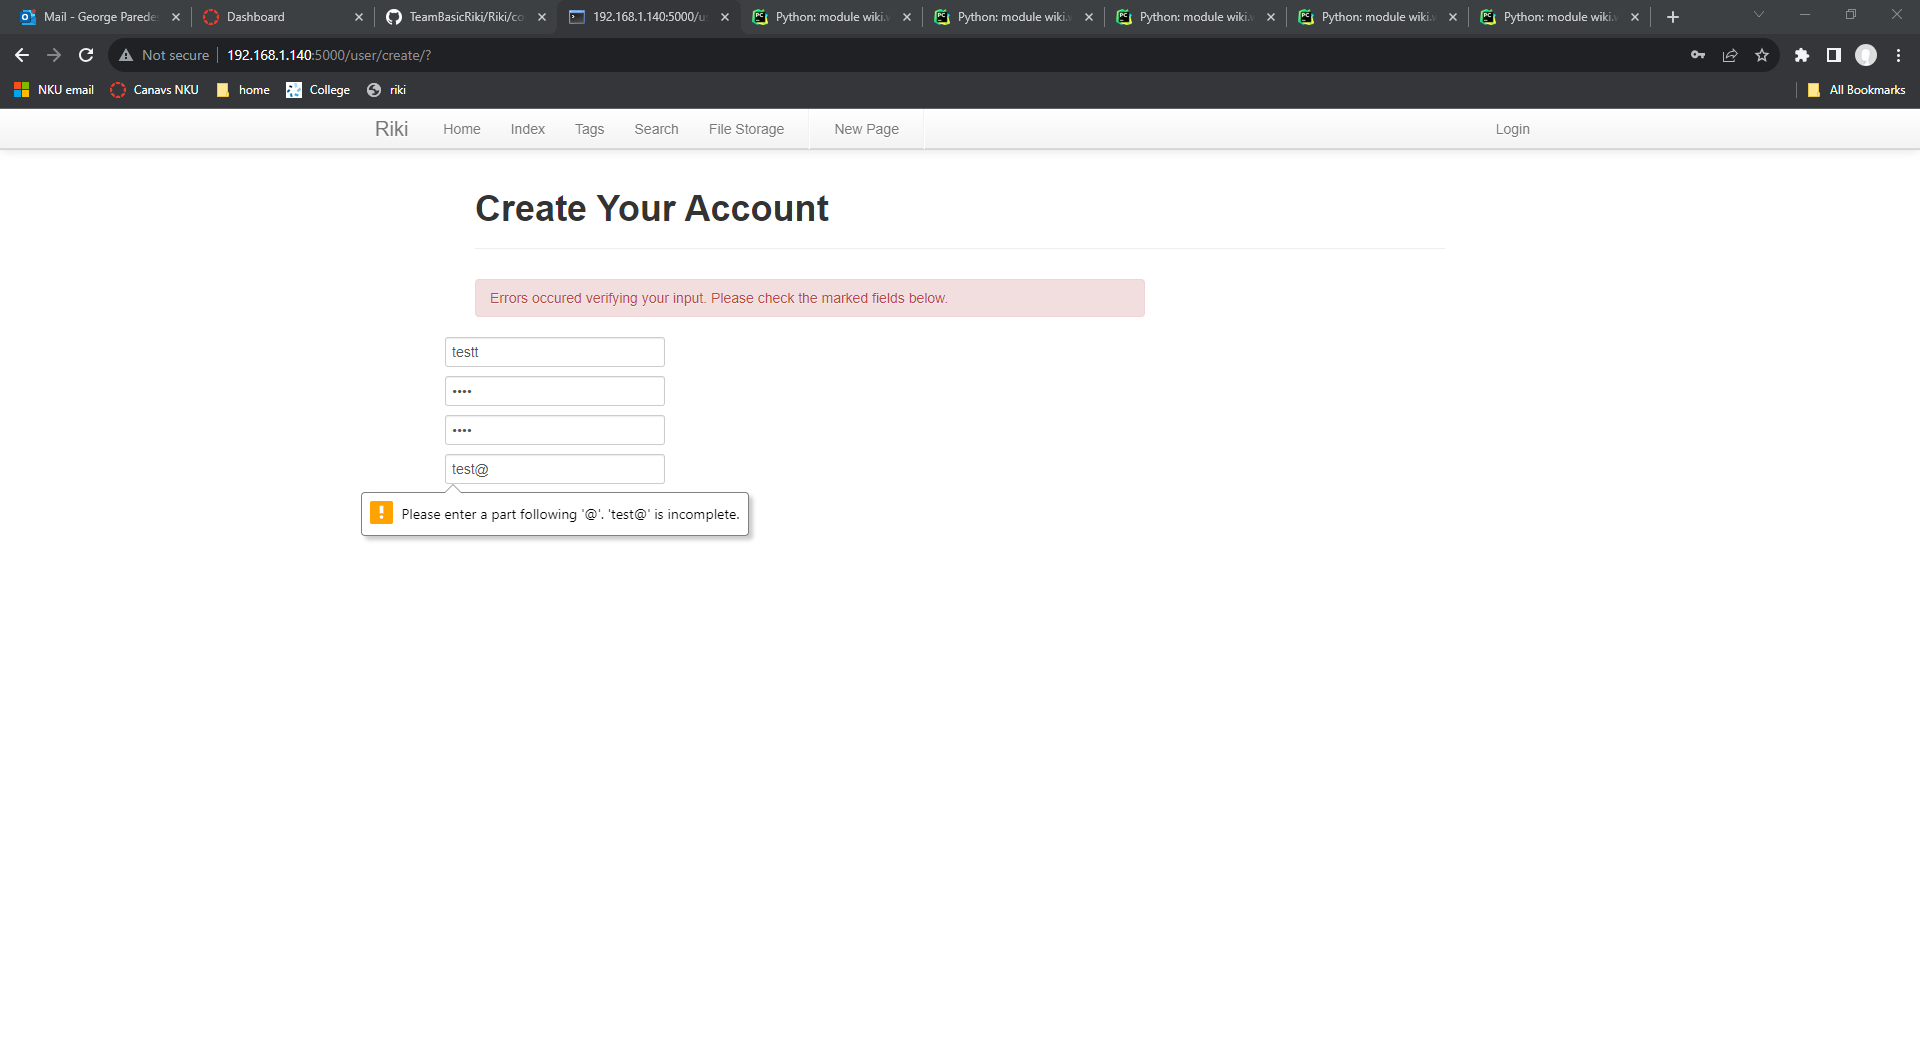 Mail - George Parede
Dashboard
TeamBasicRiki/Riki/co
192.168.1.140:5000/u
Python: module wiki.
Python: module wiki.
Python: module wiki.
Python: module wiki.
Python: module wiki.
Not secure
192.168.1.140:5000/user/create/?
NKU email
Canavs NKU
home
College
riki
All Bookmarks
Riki
Home
Index
Tags
Search
File Storage
New Page
Login
Create Your Account
Errors occured verifying your input. Please check the marked fields below.
testt
••••
••••
test@
Please enter a part following '@'. 'test@' is incomplete.